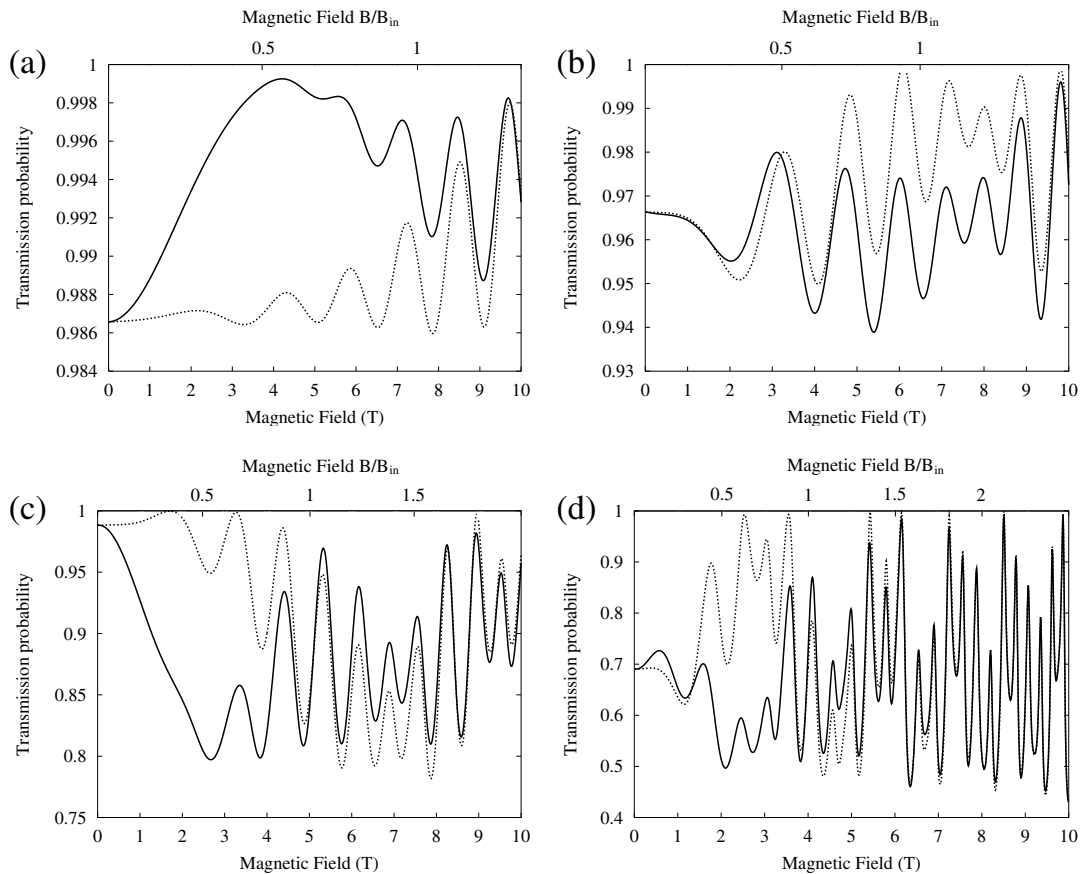 Magnetic Field B/B_in
0.5 1
(a)
1
0.998
0.996
0.994
0.992
0.99
0.988
0.986
0.984
Transmission probability
0 1 2 3 4 5 6 7 8 9 10
Magnetic Field (T)
Magnetic Field B/B_in
0.5 1
(b)
1
0.99
0.98
0.97
0.96
0.95
0.94
0.93
Transmission probability
0 1 2 3 4 5 6 7 8 9 10
Magnetic Field (T)
Magnetic Field B/B_in
0.5 1 1.5
(c)
1
0.95
0.9
0.85
0.8
0.75
Transmission probability
0 1 2 3 4 5 6 7 8 9 10
Magnetic Field (T)
Magnetic Field B/B_in
0.5 1 1.5 2
(d)
1
0.9
0.8
0.7
0.6
0.5
0.4
Transmission probability
0 1 2 3 4 5 6 7 8 9 10
Magnetic Field (T)